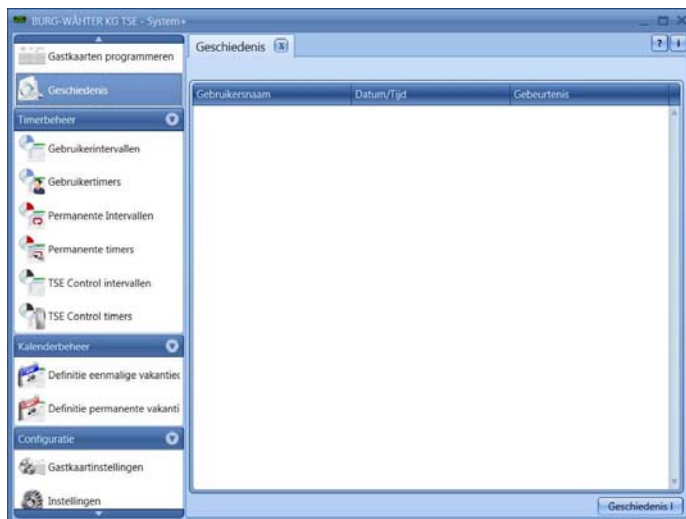 BURG-WÄHTER KG TSE - System+
Gastkaarten programmeren
Geschiedenis
Timerbeheer
Gebruikerintervallen
Gebruikertimers
Permanente Intervallen
Permanente timers
TSE Control intervallen
TSE Control timers
Kalenderbeheer
Definitie eenmalige vakantied
Definitie permanente vakanti
Configuratie
Gastkaartinstellingen
Instellingen
Geschiedenis x
? i
Gebruikersnaam Datum/Tijd Gebeurtenis
Geschiedenis l